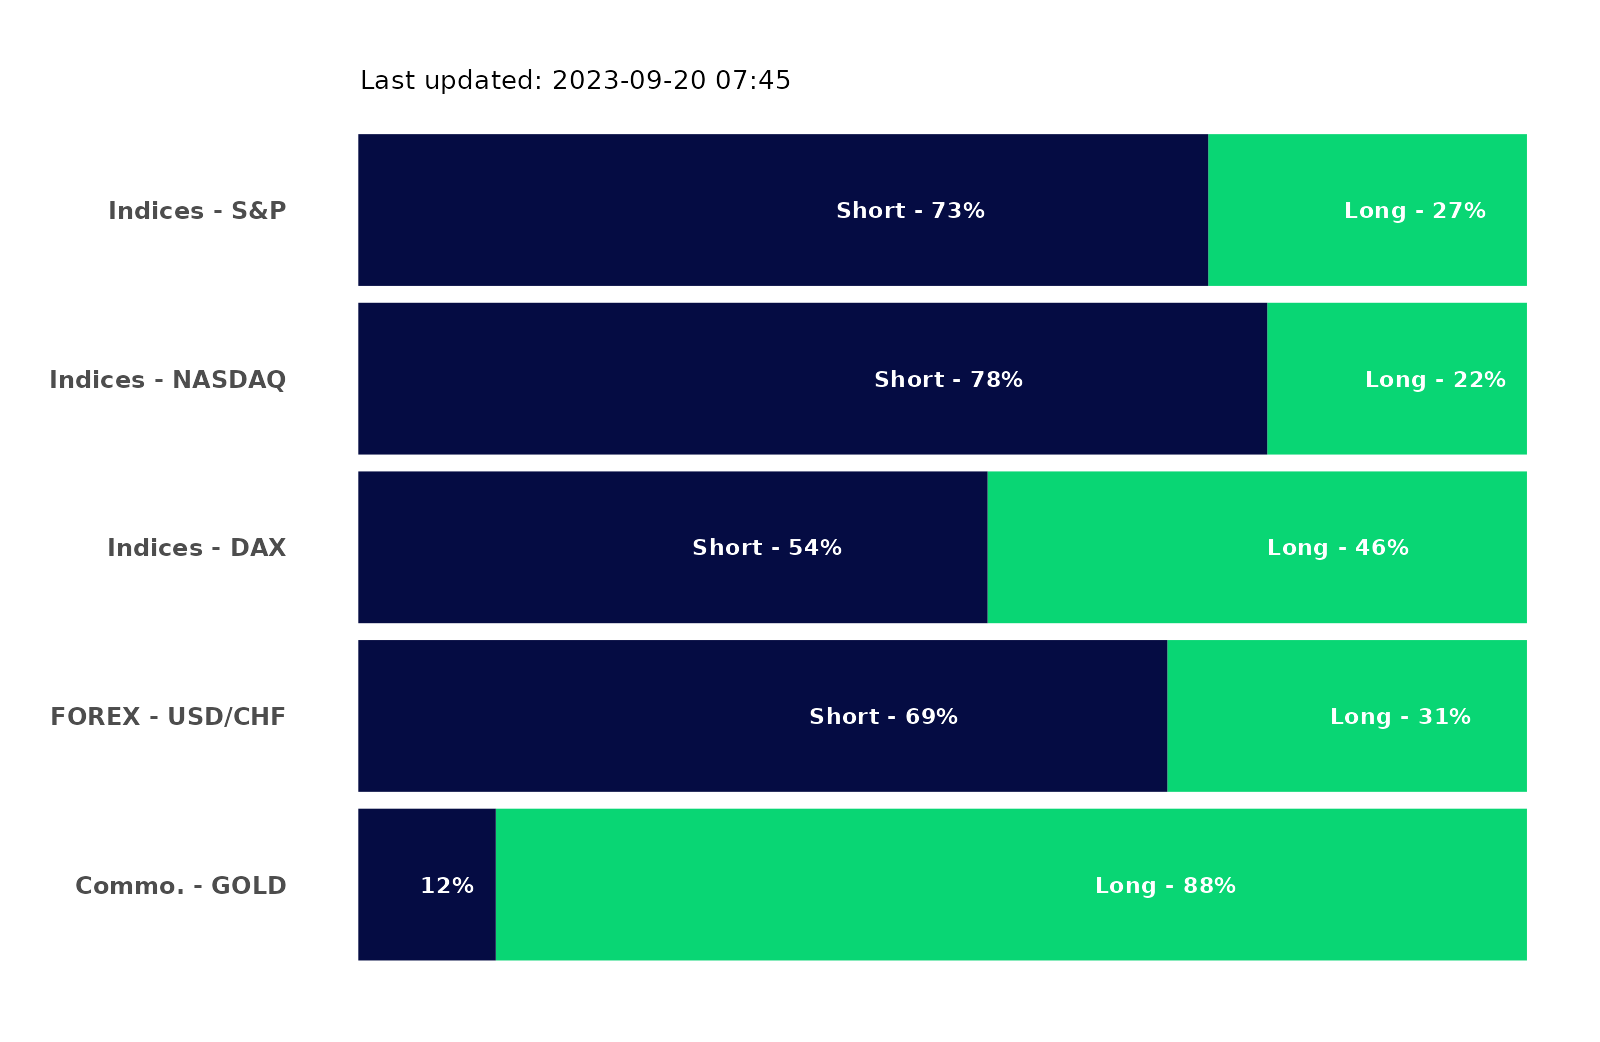 Last updated: 2023-09-20 07:45
Indices - S&P Short - 73% Long - 27%
Indices - NASDAQ Short - 78% Long - 22%
Indices - DAX Short - 54% Long - 46%
FOREX - USD/CHF Short - 69% Long - 31%
Commo. - GOLD 12% Long - 88%